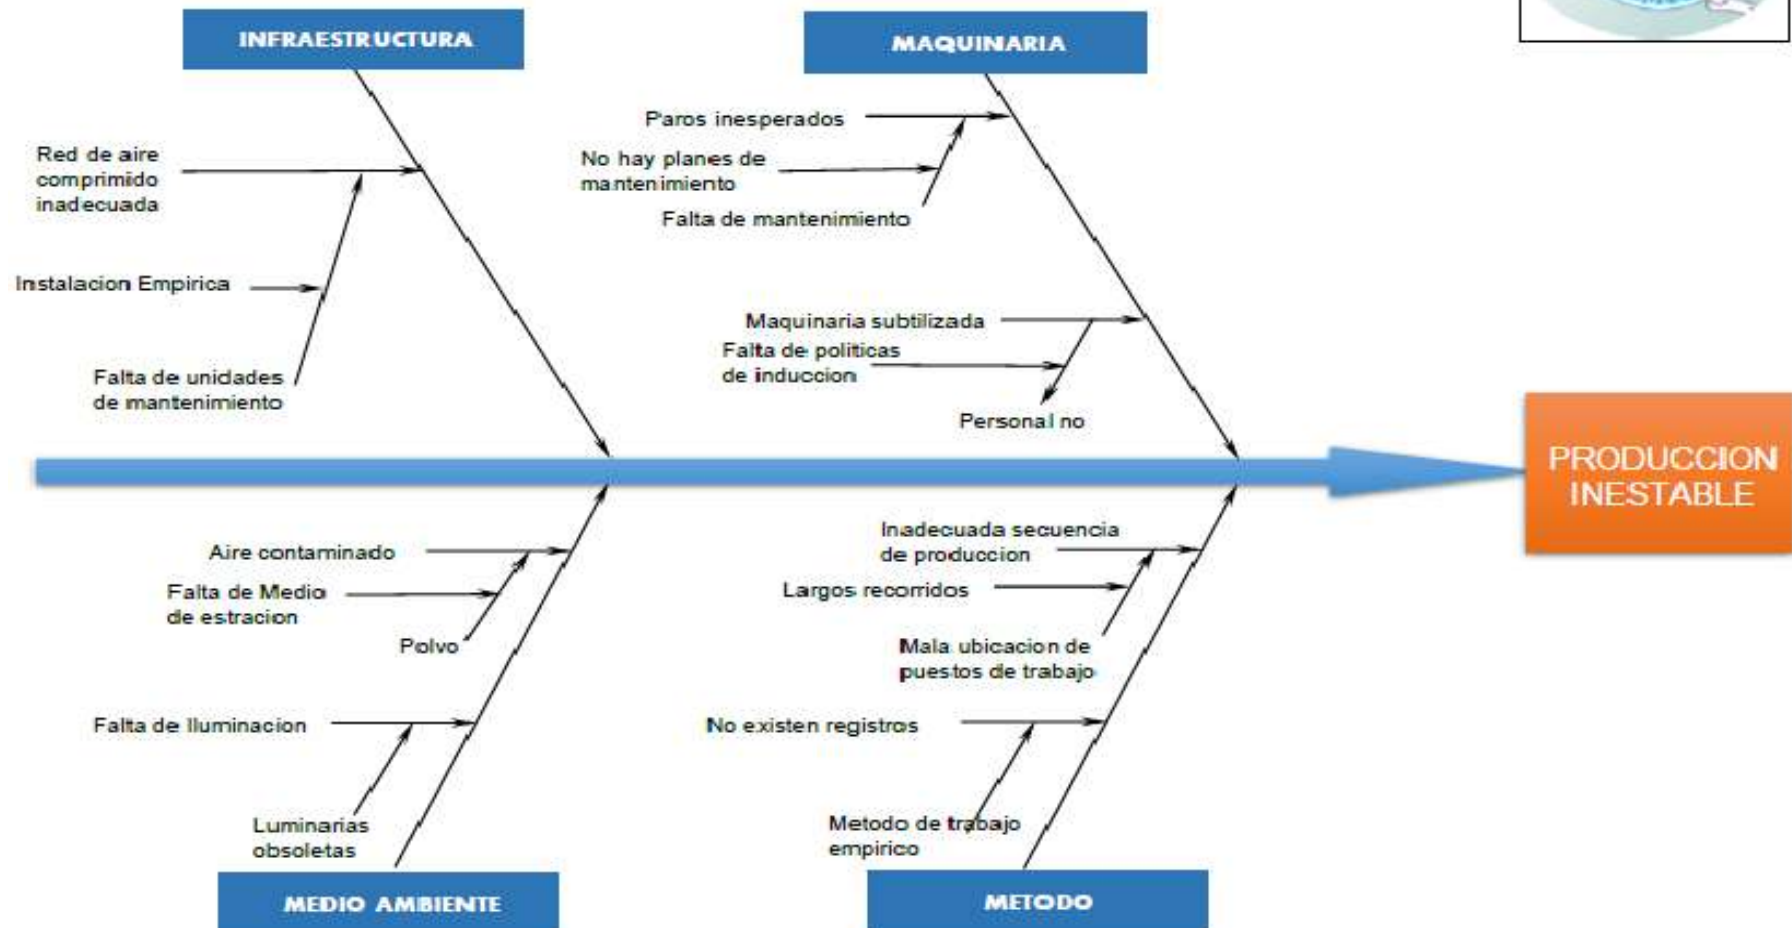 INFRAESTRUCTURA
MAQUINARIA
Paros inesperados
Red de aire
comprimido
inadecuada
No hay planes de
mantenimiento
Falta de mantenimiento
Instalacion Empirica
Maquinaria subtilizada
Falta de politicas
de induccion
Falta de unidades
de mantenimiento
Personal no
PRODUCCION
INESTABLE
Aire contaminado
Falta de Medio
de estracion
Polvo
Inadecuada secuencia
de produccion
Largos recorridos
Mala ubicacion de
puestos de trabajo
Falta de Iluminacion
No existen registros
Luminarias
obsoletas
Metodo de trabajo
empirico
MEDIO AMBIENTE
METODO